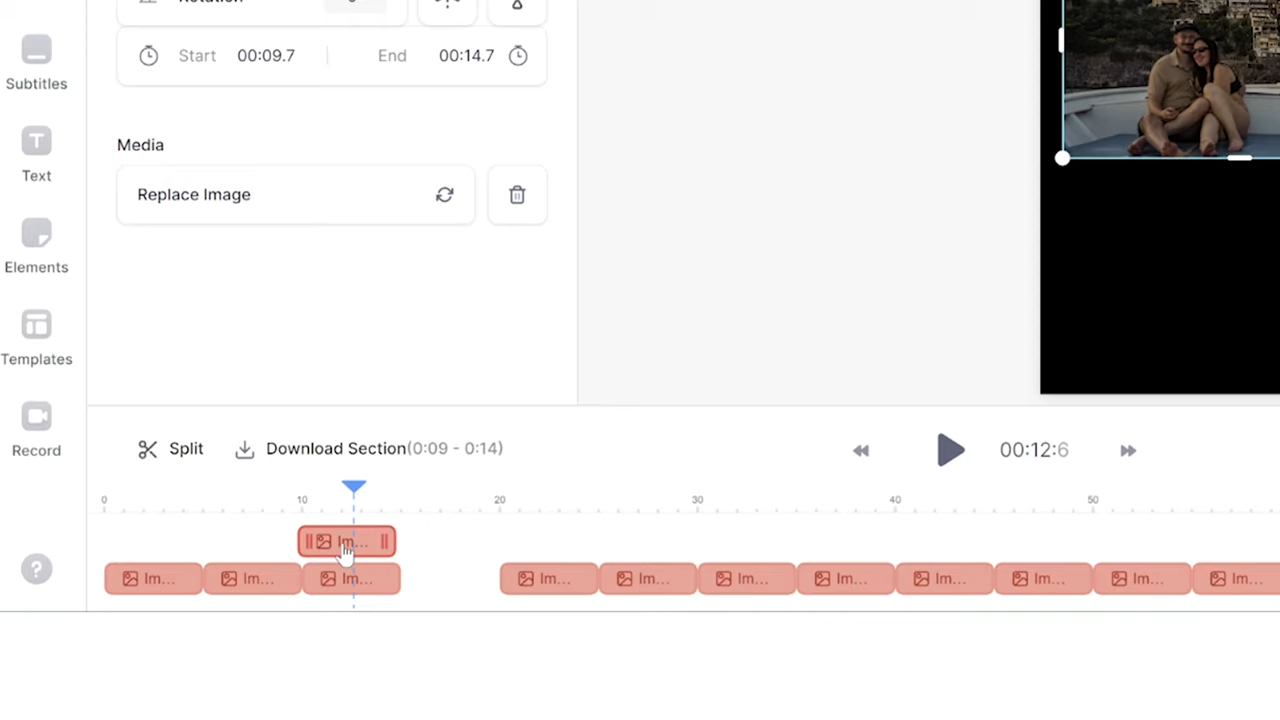 Rotation
Subtitles
Start 00:09.7 End 00:14.7
Text
Media
Replace Image
Elements
Templates
Record
Split Download Section(0:09 - 0:14) 00:12:6
0 10 20 30 40 50
Im...
Im... Im... Im... Im... Im... Im... Im... Im... Im... Im... Im...
?